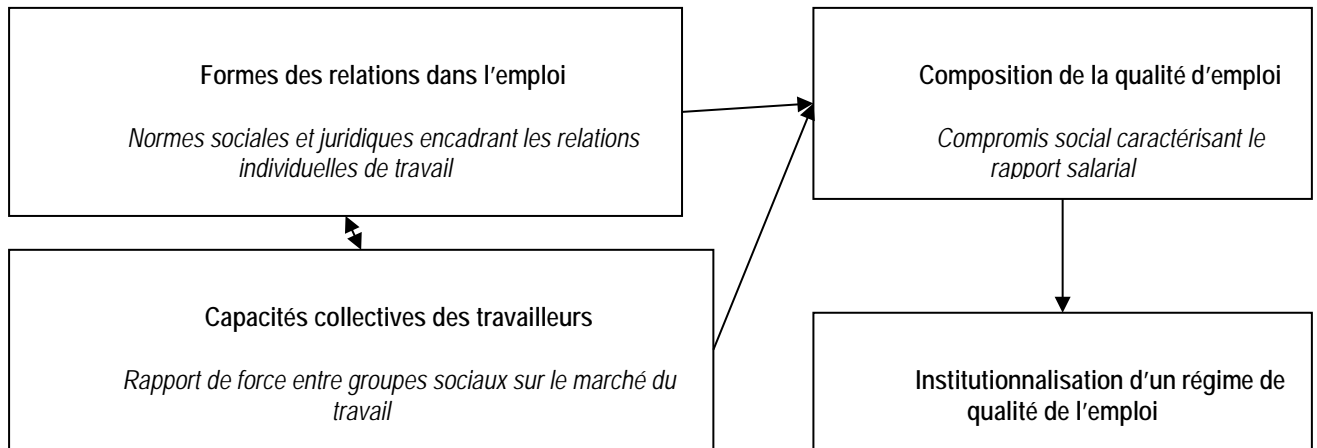 Formes des relations dans l'emploi
Normes sociales et juridiques encadrant les relations
individuelles de travail
Capacités collectives des travailleurs
Rapport de force entre groupes sociaux sur le marché du
travail
Composition de la qualité d'emploi
Compromis social caractérisant le
rapport salarial
Institutionnalisation d'un régime de
qualité de l'emploi